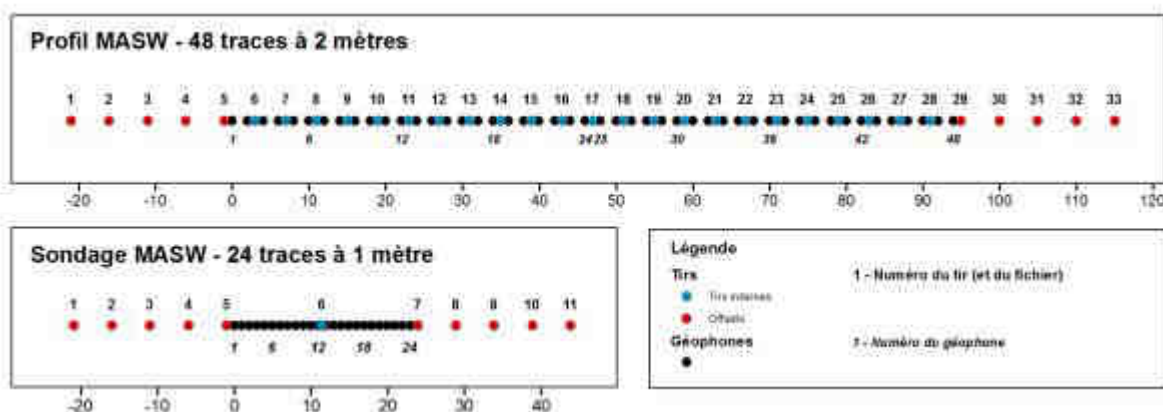 Profil MASW - 48 traces à 2 mètres
1 2 3 4 5 6 7 8 9 10 11 12 13 14 15 16 17 18 19 20 21 22 23 24 25 26 27 28 29 30 31 32 33
1 6 12 18 24 25 30 36 42 48
-20 -10 0 10 20 30 40 50 60 70 80 90 100 110 120
Sondage MASW - 24 traces à 1 mètre
1 2 3 4 5 6 7 8 9 10 11
1 6 12 18 24
-20 -10 0 10 20 30 40
Légende
Tirs
1 - Numéro du tir (et du fichier)
Tirs internes
Offsets
Géophones
1 - Numéro du géophone